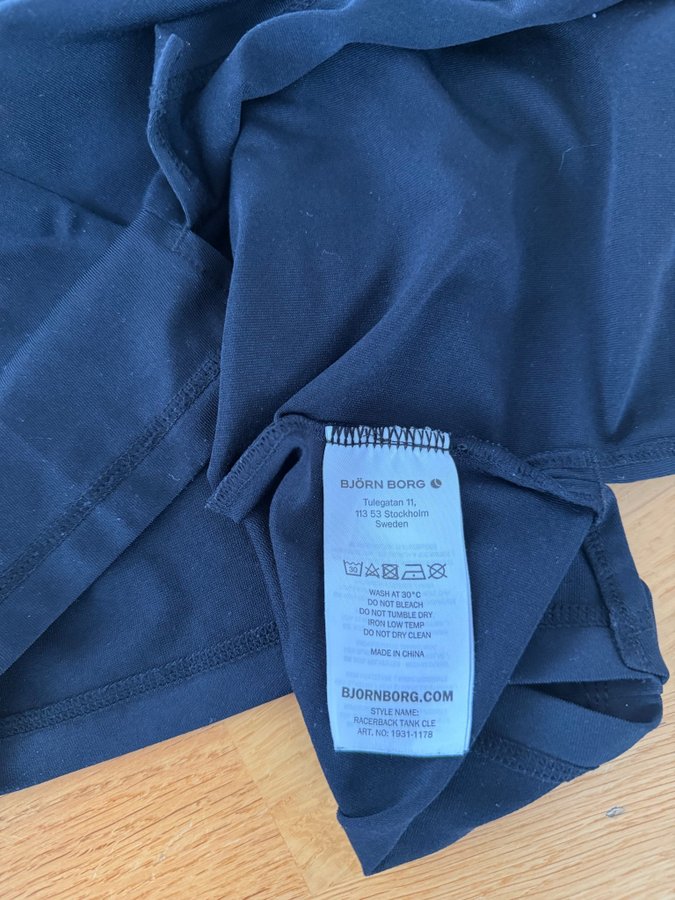 BJÖRN BORG
Tulegatan 11,
113 53 Stockholm
Sweden
30
WASH AT 30°C
DO NOT BLEACH
DO NOT TUMBLE DRY
IRON LOW TEMP
DO NOT DRY CLEAN
MADE IN CHINA
BJORNBORG.COM
STYLE NAME:
RACERBACK TANK CLE
ART. NO: 1931-1178